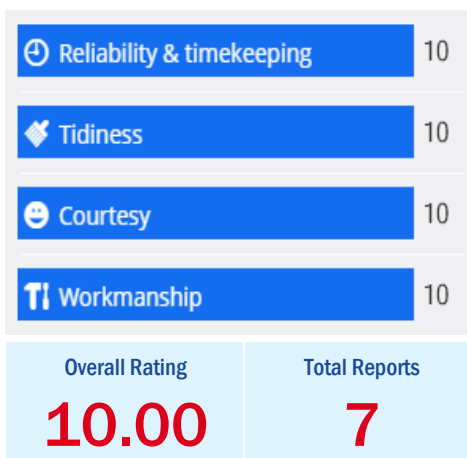 Reliability & timekeeping 10
Tidiness 10
Courtesy 10
Workmanship 10
Overall Rating Total Reports
10.00 7